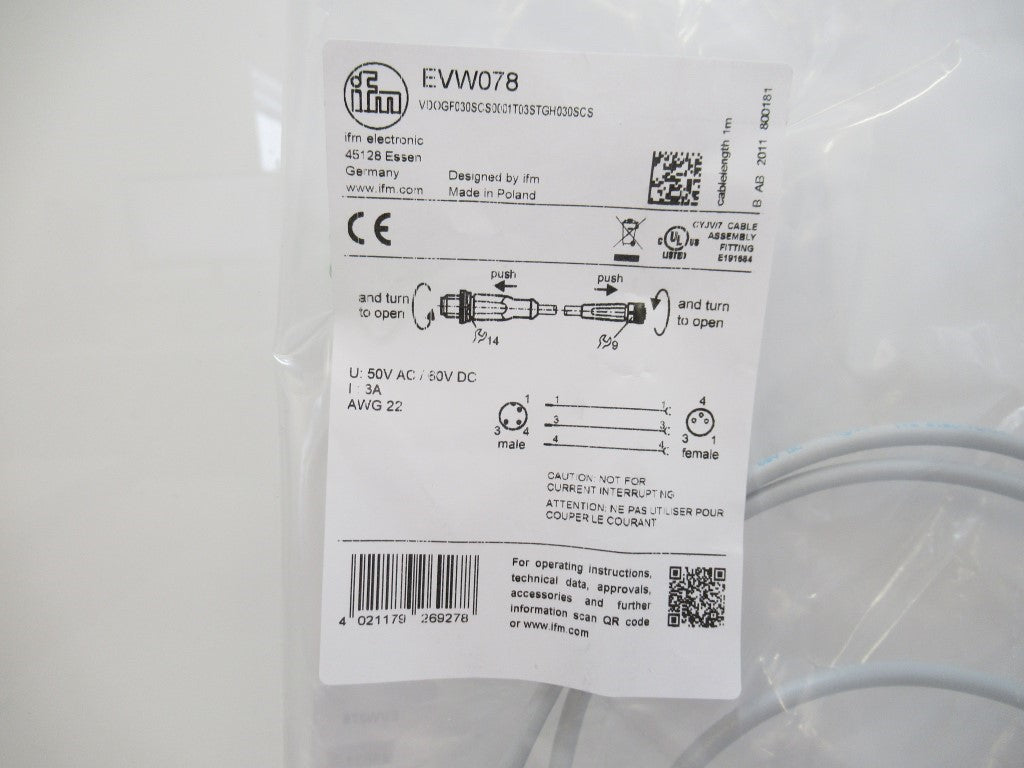 ifm
EVW078
VDOGF030SCS0001T03STGH030SCS
ifm electronic
45128 Essen
Germany
www.ifm.com
Designed by ifm
Made in Poland
cablelength 1m
B AB 2011 800181
CE
C UL US
LISTED
CYJV/7 CABLE
ASSEMBLY
FITTING
E191684
push
push
and turn
to open
and turn
to open
14
9
U: 50V AC / 60V DC
I : 3A
AWG 22
1
3 4
male
1 1
3 3
4 4
4
3 1
female
CAUTION: NOT FOR
CURRENT INTERRUPTING
ATTENTION: NE PAS UTILISER POUR
COUPER LE COURANT
4 021179 269278
For operating instructions,
technical data, approvals,
accessories and further
information scan QR code
or www.ifm.com